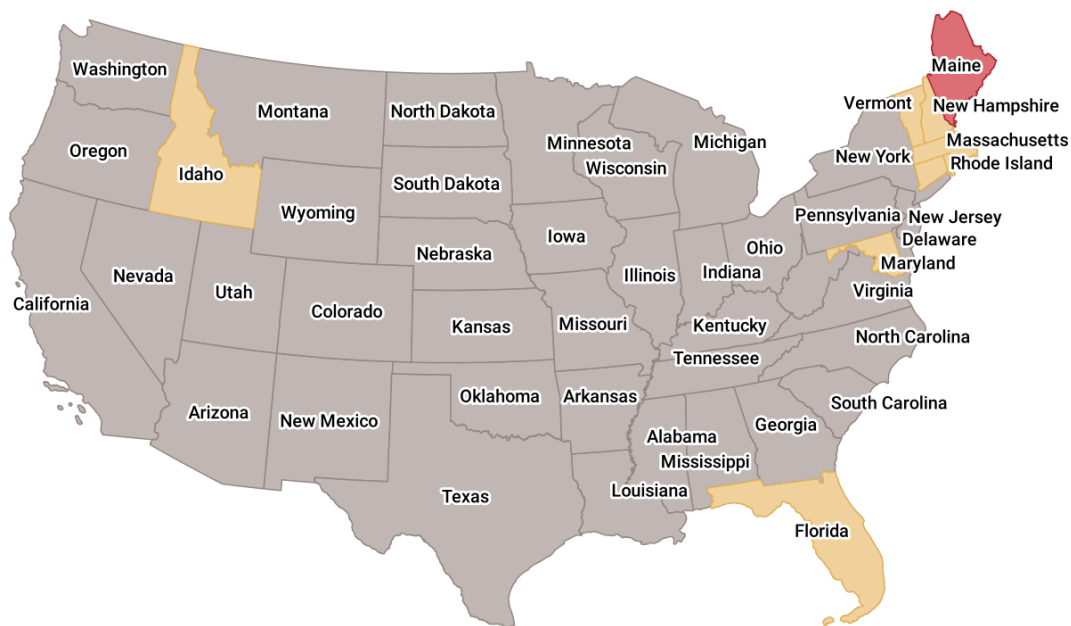 Maine
Washington
Vermont
New Hampshire
Montana
North Dakota
Massachusetts
Michigan
Minnesota
Oregon
New York
Rhode Island
Wisconsin
Idaho
South Dakota
Wyoming
Pennsylvania
New Jersey
Iowa
Delaware
Ohio
Nebraska
Maryland
Indiana
Nevada
Illinois
Utah
Virginia
California
Colorado
Missouri
Kansas
Kentucky
North Carolina
Tennessee
Oklahoma
Arkansas
South Carolina
Arizona
New Mexico
Georgia
Alabama
Mississippi
Louisiana
Texas
Florida